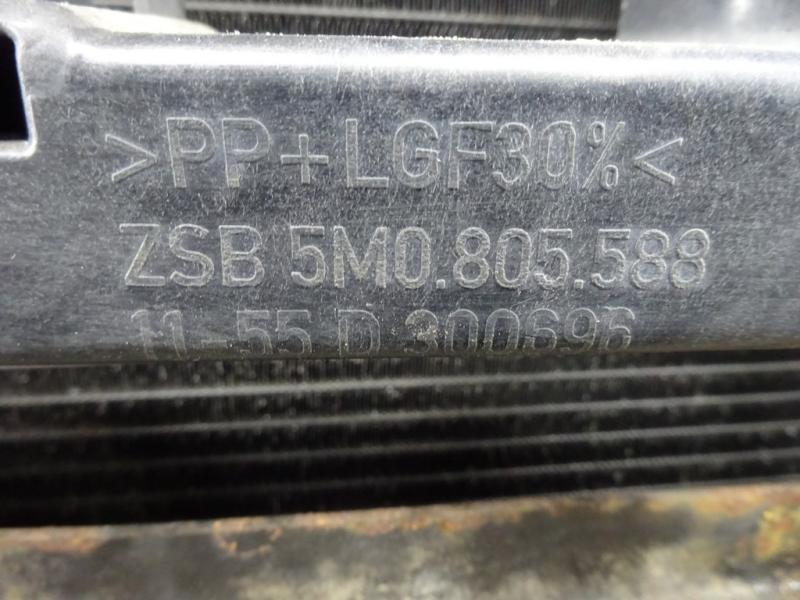 >PP+LGF30%<
ZSB 5M0.805.588
11-55 D 300696